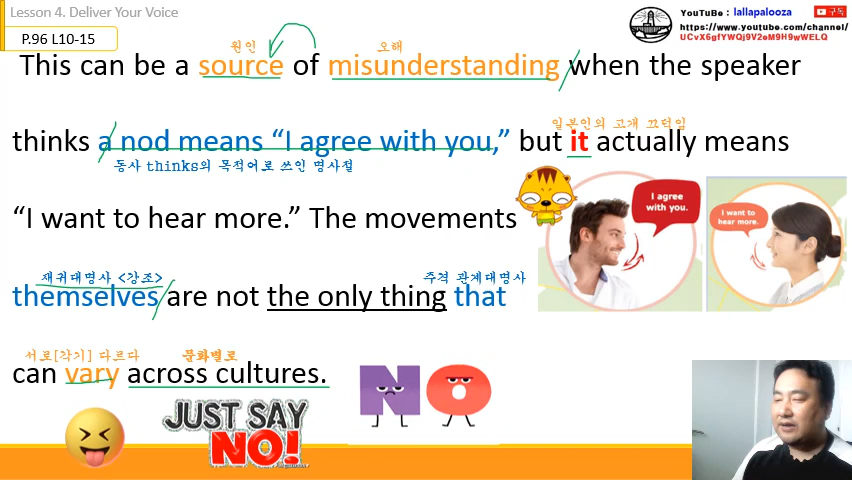 Lesson 4. Deliver Your Voice
P.96 L10-15
YouTuBe : lallapalooza
구독
https://www.youtube.com/channel/
UCvX6gfYWQj9V2eM9H9wWELQ
원인 오해
This can be a source of misunderstanding when the speaker
일본인의 고개 끄덕임
thinks a nod means “I agree with you,” but it actually means
동사 thinks의 목적어로 쓰인 명사절
“I want to hear more.” The movements
I agree
with you.
I want to
hear more.
재귀대명사 <강조> 주격 관계대명사
themselves are not the only thing that
서로[각기] 다르다 문화별로
can vary across cultures.
NO
JUST SAY
NO!